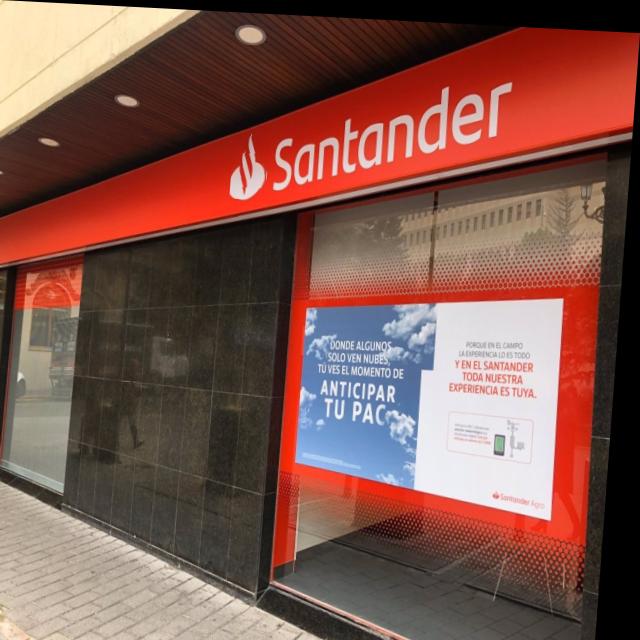 Santander
DONDE ALGUNOS
SOLO VEN NUBES,
TÚ VES EL MOMENTO DE
ANTICIPAR
TU PAC
PORQUE EN EL CAMPO
LA EXPERIENCIA LO ES TODO
Y EN EL SANTANDER
TODA NUESTRA
EXPERIENCIA ES TUYA.
Santander Agro